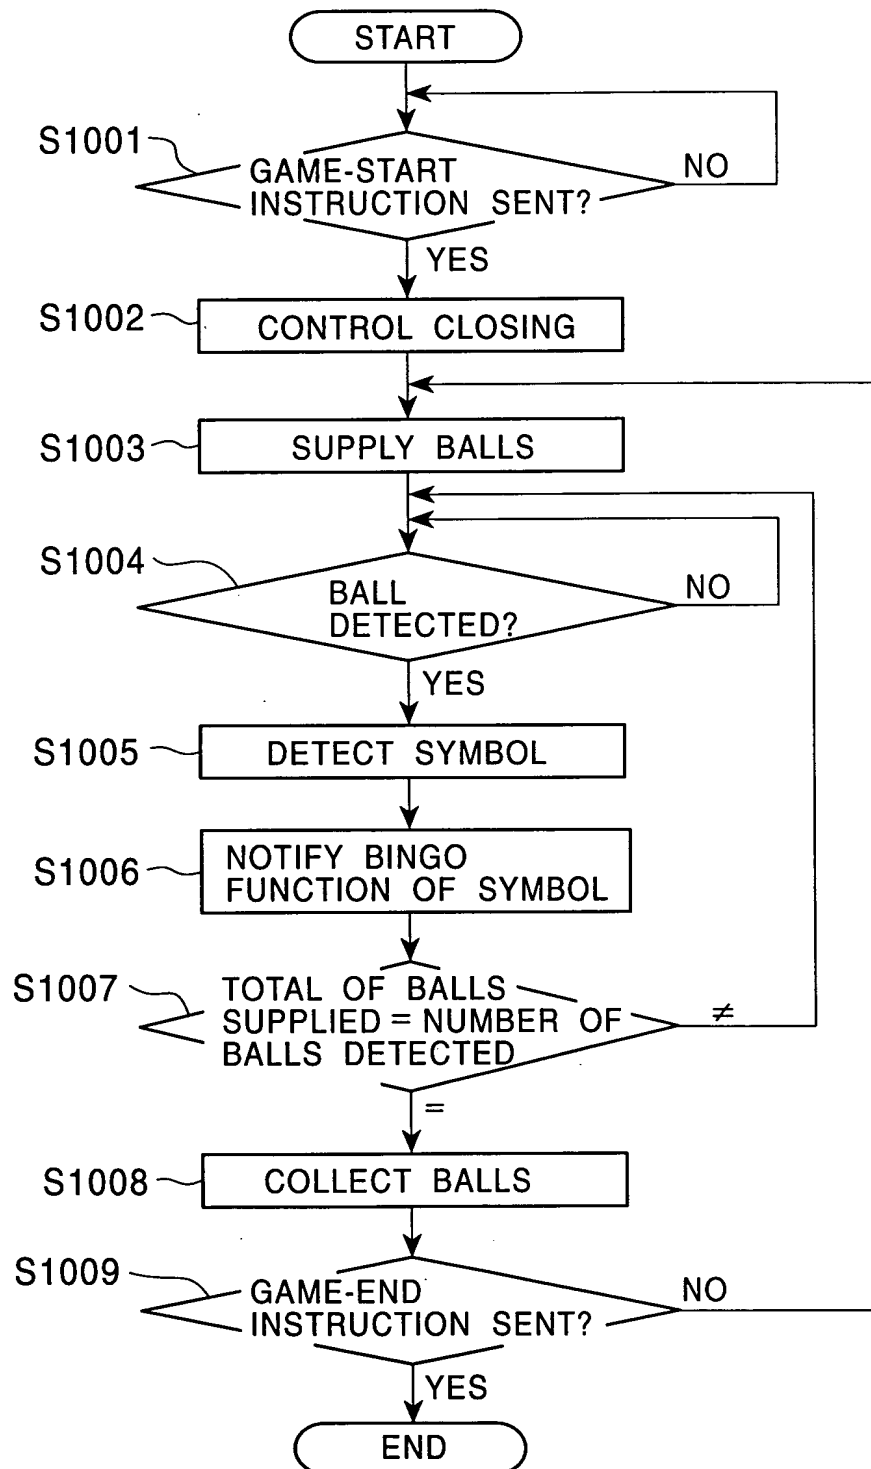 START
S1001
GAME-START
INSTRUCTION SENT?
NO
YES
S1002
CONTROL CLOSING
S1003
SUPPLY BALLS
S1004
BALL
DETECTED?
NO
YES
S1005
DETECT SYMBOL
S1006
NOTIFY BINGO
FUNCTION OF SYMBOL
S1007
TOTAL OF BALLS
SUPPLIED = NUMBER OF
BALLS DETECTED
≠
=
S1008
COLLECT BALLS
S1009
GAME-END
INSTRUCTION SENT?
NO
YES
END